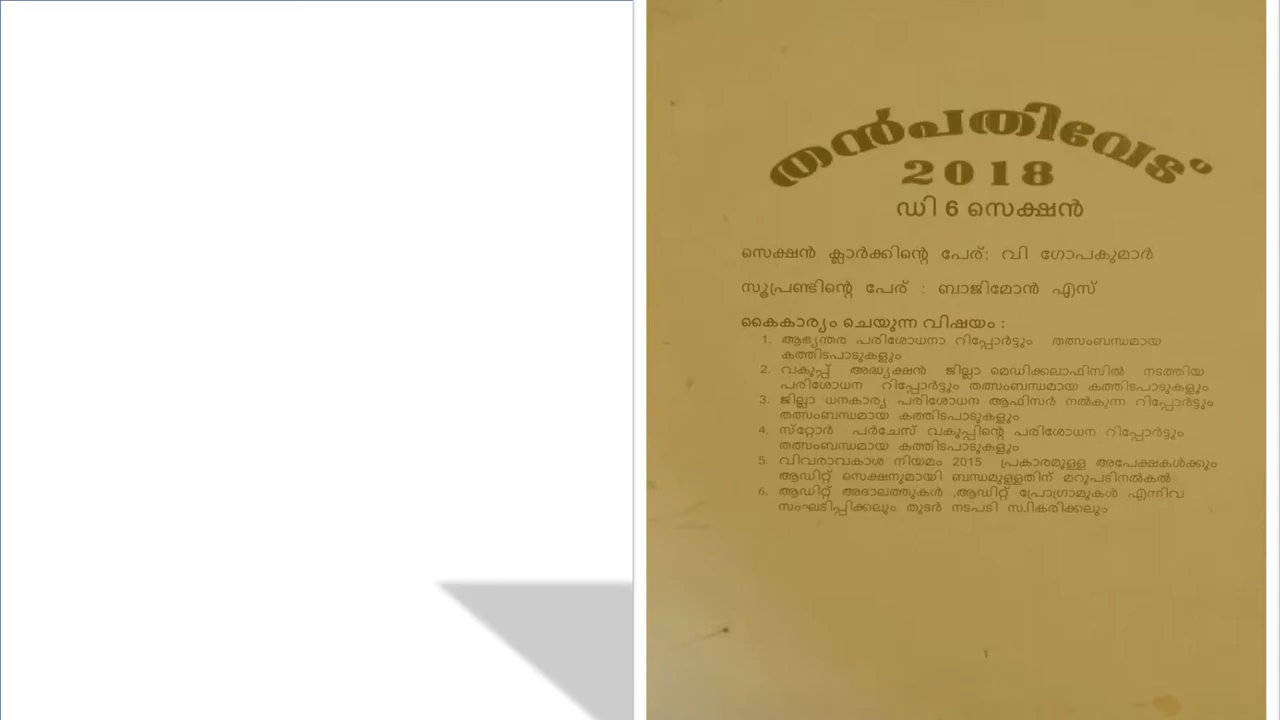 തൻപതിവേട്
2018
ഡി 6 സെക്ഷൻ
സെക്ഷൻ ക്ലാർക്കിന്റെ പേര്: വി ഗോപകുമാർ
സൂപ്രണ്ടിന്റെ പേര് : ബാജിമോൻ എസ്
കൈകാര്യം ചെയുന്ന വിഷയം :
1. ആഭ്യന്തര പരിശോധനാ റിപ്പോർട്ടും തത്സംബന്ധമായ
കത്തിടപാടുകളും
2. വകുപ്പ് അദ്ധ്യക്ഷൻ ജില്ലാ മെഡിക്കലാഫിസിൽ നടത്തിയ
പരിശോധന റിപ്പോർട്ടും തത്സംബന്ധമായ കത്തിടപാടുകളും
3. ജില്ലാ ധനകാര്യ പരിശോധന ആഫിസർ നൽകുന്ന റിപ്പോർട്ടും
തത്സംബന്ധമായ കത്തിടപാടുകളും
4. സ്റ്റോർ പർചേസ് വകുപ്പിന്റെ പരിശോധന റിപ്പോർട്ടും
തത്സംബന്ധമായ കത്തിടപാടുകളും
5. വിവരാവകാശ നിയമം 2015 പ്രകാരമുള്ള അപേക്ഷകൾക്കും
ആഡിറ്റ് സെക്ഷനുമായി ബന്ധമുള്ളതിന് മറുപടിനൽകൽ
6. ആഡിറ്റ് അദാലത്തുകൾ ,ആഡിറ്റ് പ്രോഗ്രാമുകൾ എന്നിവ
സംഘടിപ്പിക്കലും തുടർ നടപടി സ്വീകരിക്കലും
1